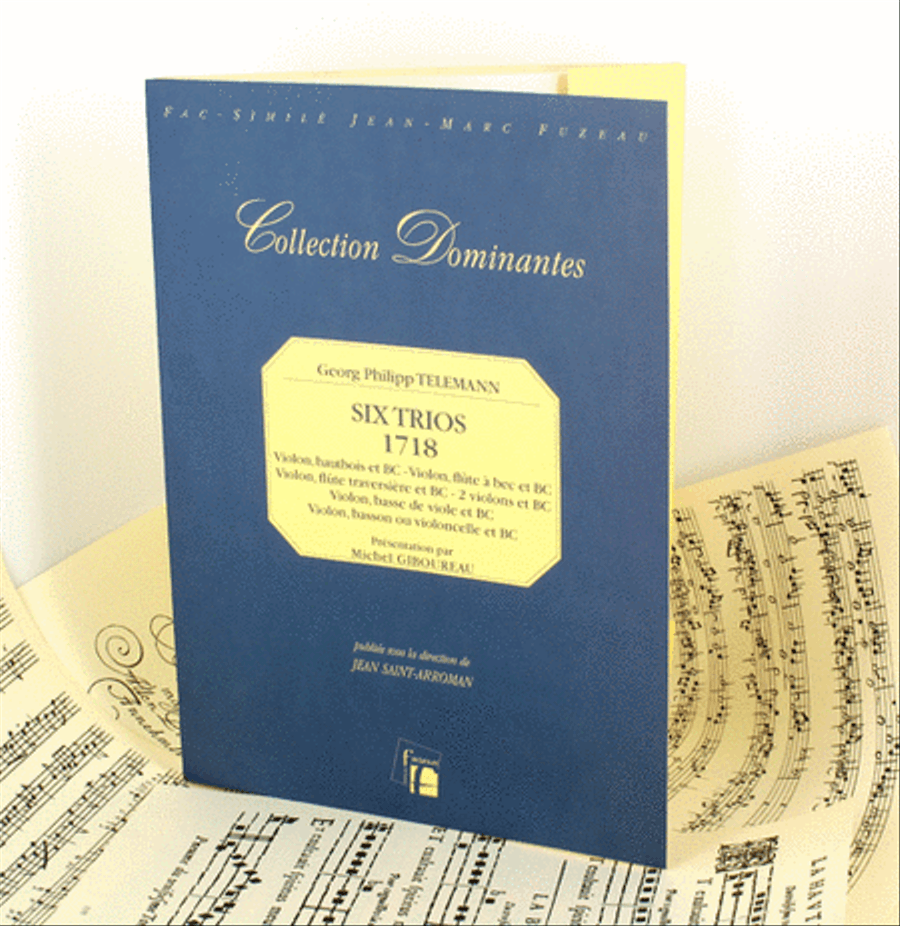 FAC-SIMILÉ JEAN-MARC FUZEAU
Collection Dominantes
Georg Philipp TELEMANN
SIX TRIOS
1718
Violon, hautbois et BC - Violon, flûte à bec et BC
Violon, flûte traversière et BC - 2 violons et BC
Violon, basse de viole et BC
Violon, basson ou violoncelle et BC
Présentation par
Michel GIBOUREAU
publiée sous la direction de
JEAN SAINT-ARROMAN
LA HAUT